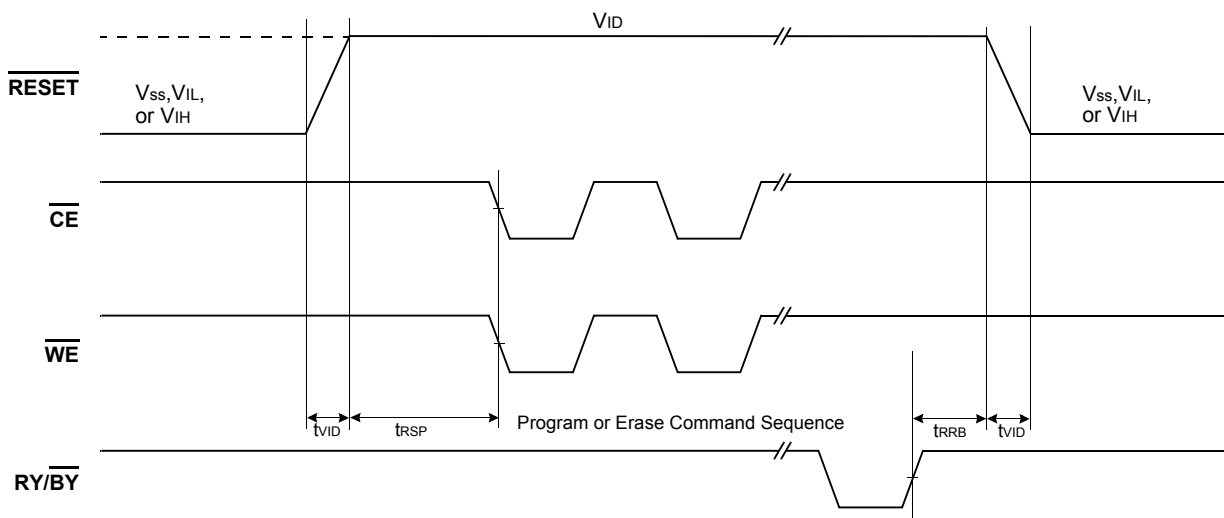 VID
RESET
Vss,VIL,
or VIH
Vss,VIL,
or VIH
CE
WE
tVID
tRSP
Program or Erase Command Sequence
tRRB
tVID
RY/BY